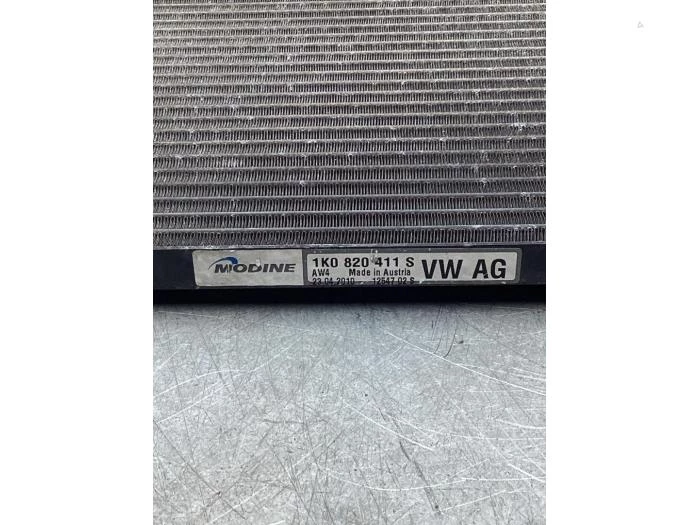 MODINE
1K0 820 411 S
AW4 Made in Austria
23.04.2010 12547 02 S
VW AG